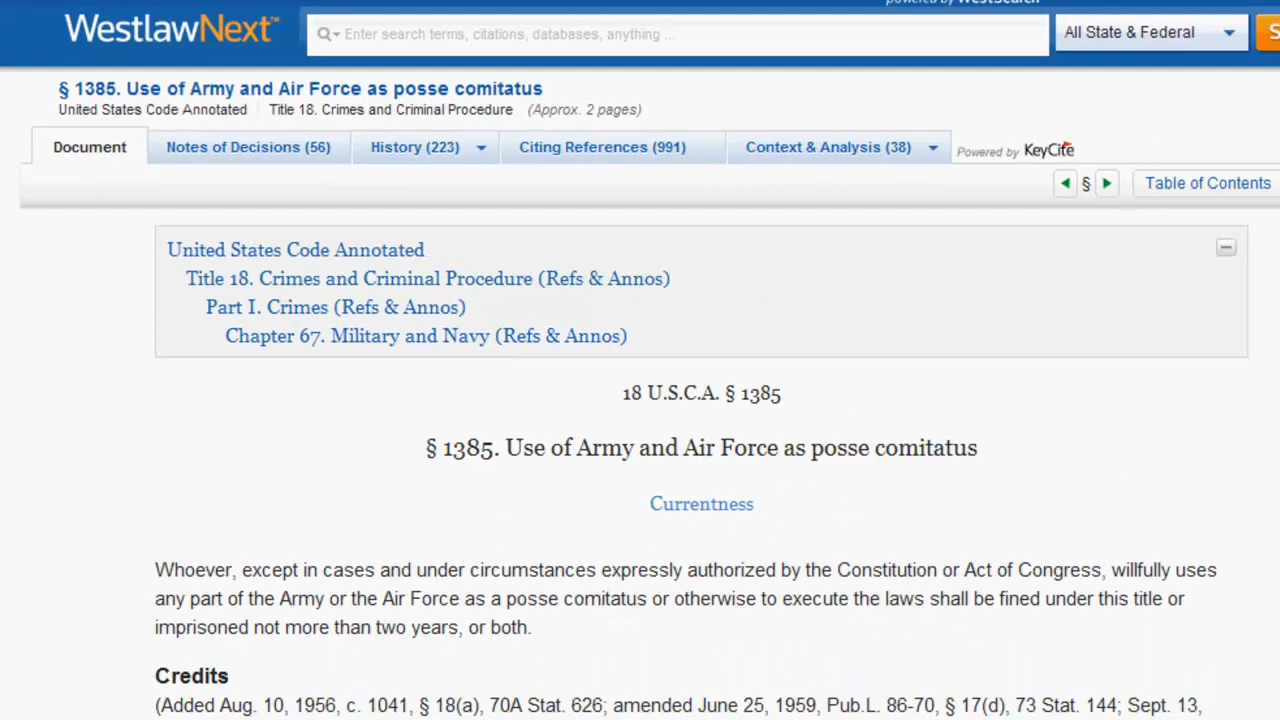 powered by WestSearch
WestlawNext™ Enter search terms, citations, databases, anything ... All State & Federal S
§ 1385. Use of Army and Air Force as posse comitatus
United States Code Annotated Title 18. Crimes and Criminal Procedure (Approx. 2 pages)
Document Notes of Decisions (56) History (223) Citing References (991) Context & Analysis (38) Powered by KeyCite
§ Table of Contents
United States Code Annotated
Title 18. Crimes and Criminal Procedure (Refs & Annos)
Part I. Crimes (Refs & Annos)
Chapter 67. Military and Navy (Refs & Annos)
18 U.S.C.A. § 1385
§ 1385. Use of Army and Air Force as posse comitatus
Currentness
Whoever, except in cases and under circumstances expressly authorized by the Constitution or Act of Congress, willfully uses
any part of the Army or the Air Force as a posse comitatus or otherwise to execute the laws shall be fined under this title or
imprisoned not more than two years, or both.
Credits
(Added Aug. 10, 1956, c. 1041, § 18(a), 70A Stat. 626; amended June 25, 1959, Pub.L. 86-70, § 17(d), 73 Stat. 144; Sept. 13,